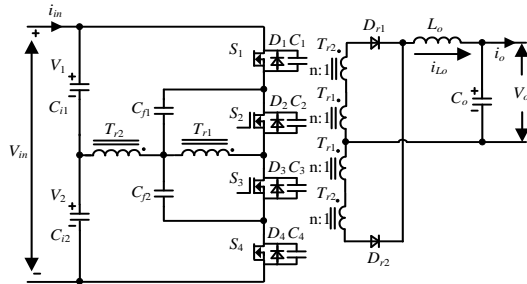 i_in
D_1 C_1
D_r1
L_o
S_1
T_r2
n:1
i_Lo
i_o
V_1
C_i1
C_f1
D_2 C_2
S_2
T_r1
n:1
C_o
V_o
T_r2
T_r1
V_in
T_r1
n:1
D_3 C_3
S_3
V_2
C_i2
C_f2
T_r2
n:1
D_4 C_4
S_4
D_r2